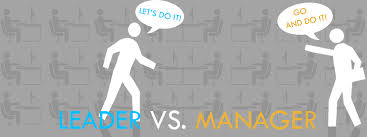 LET'S DO IT!
GO
AND DO IT!
LEADER VS. MANAGER